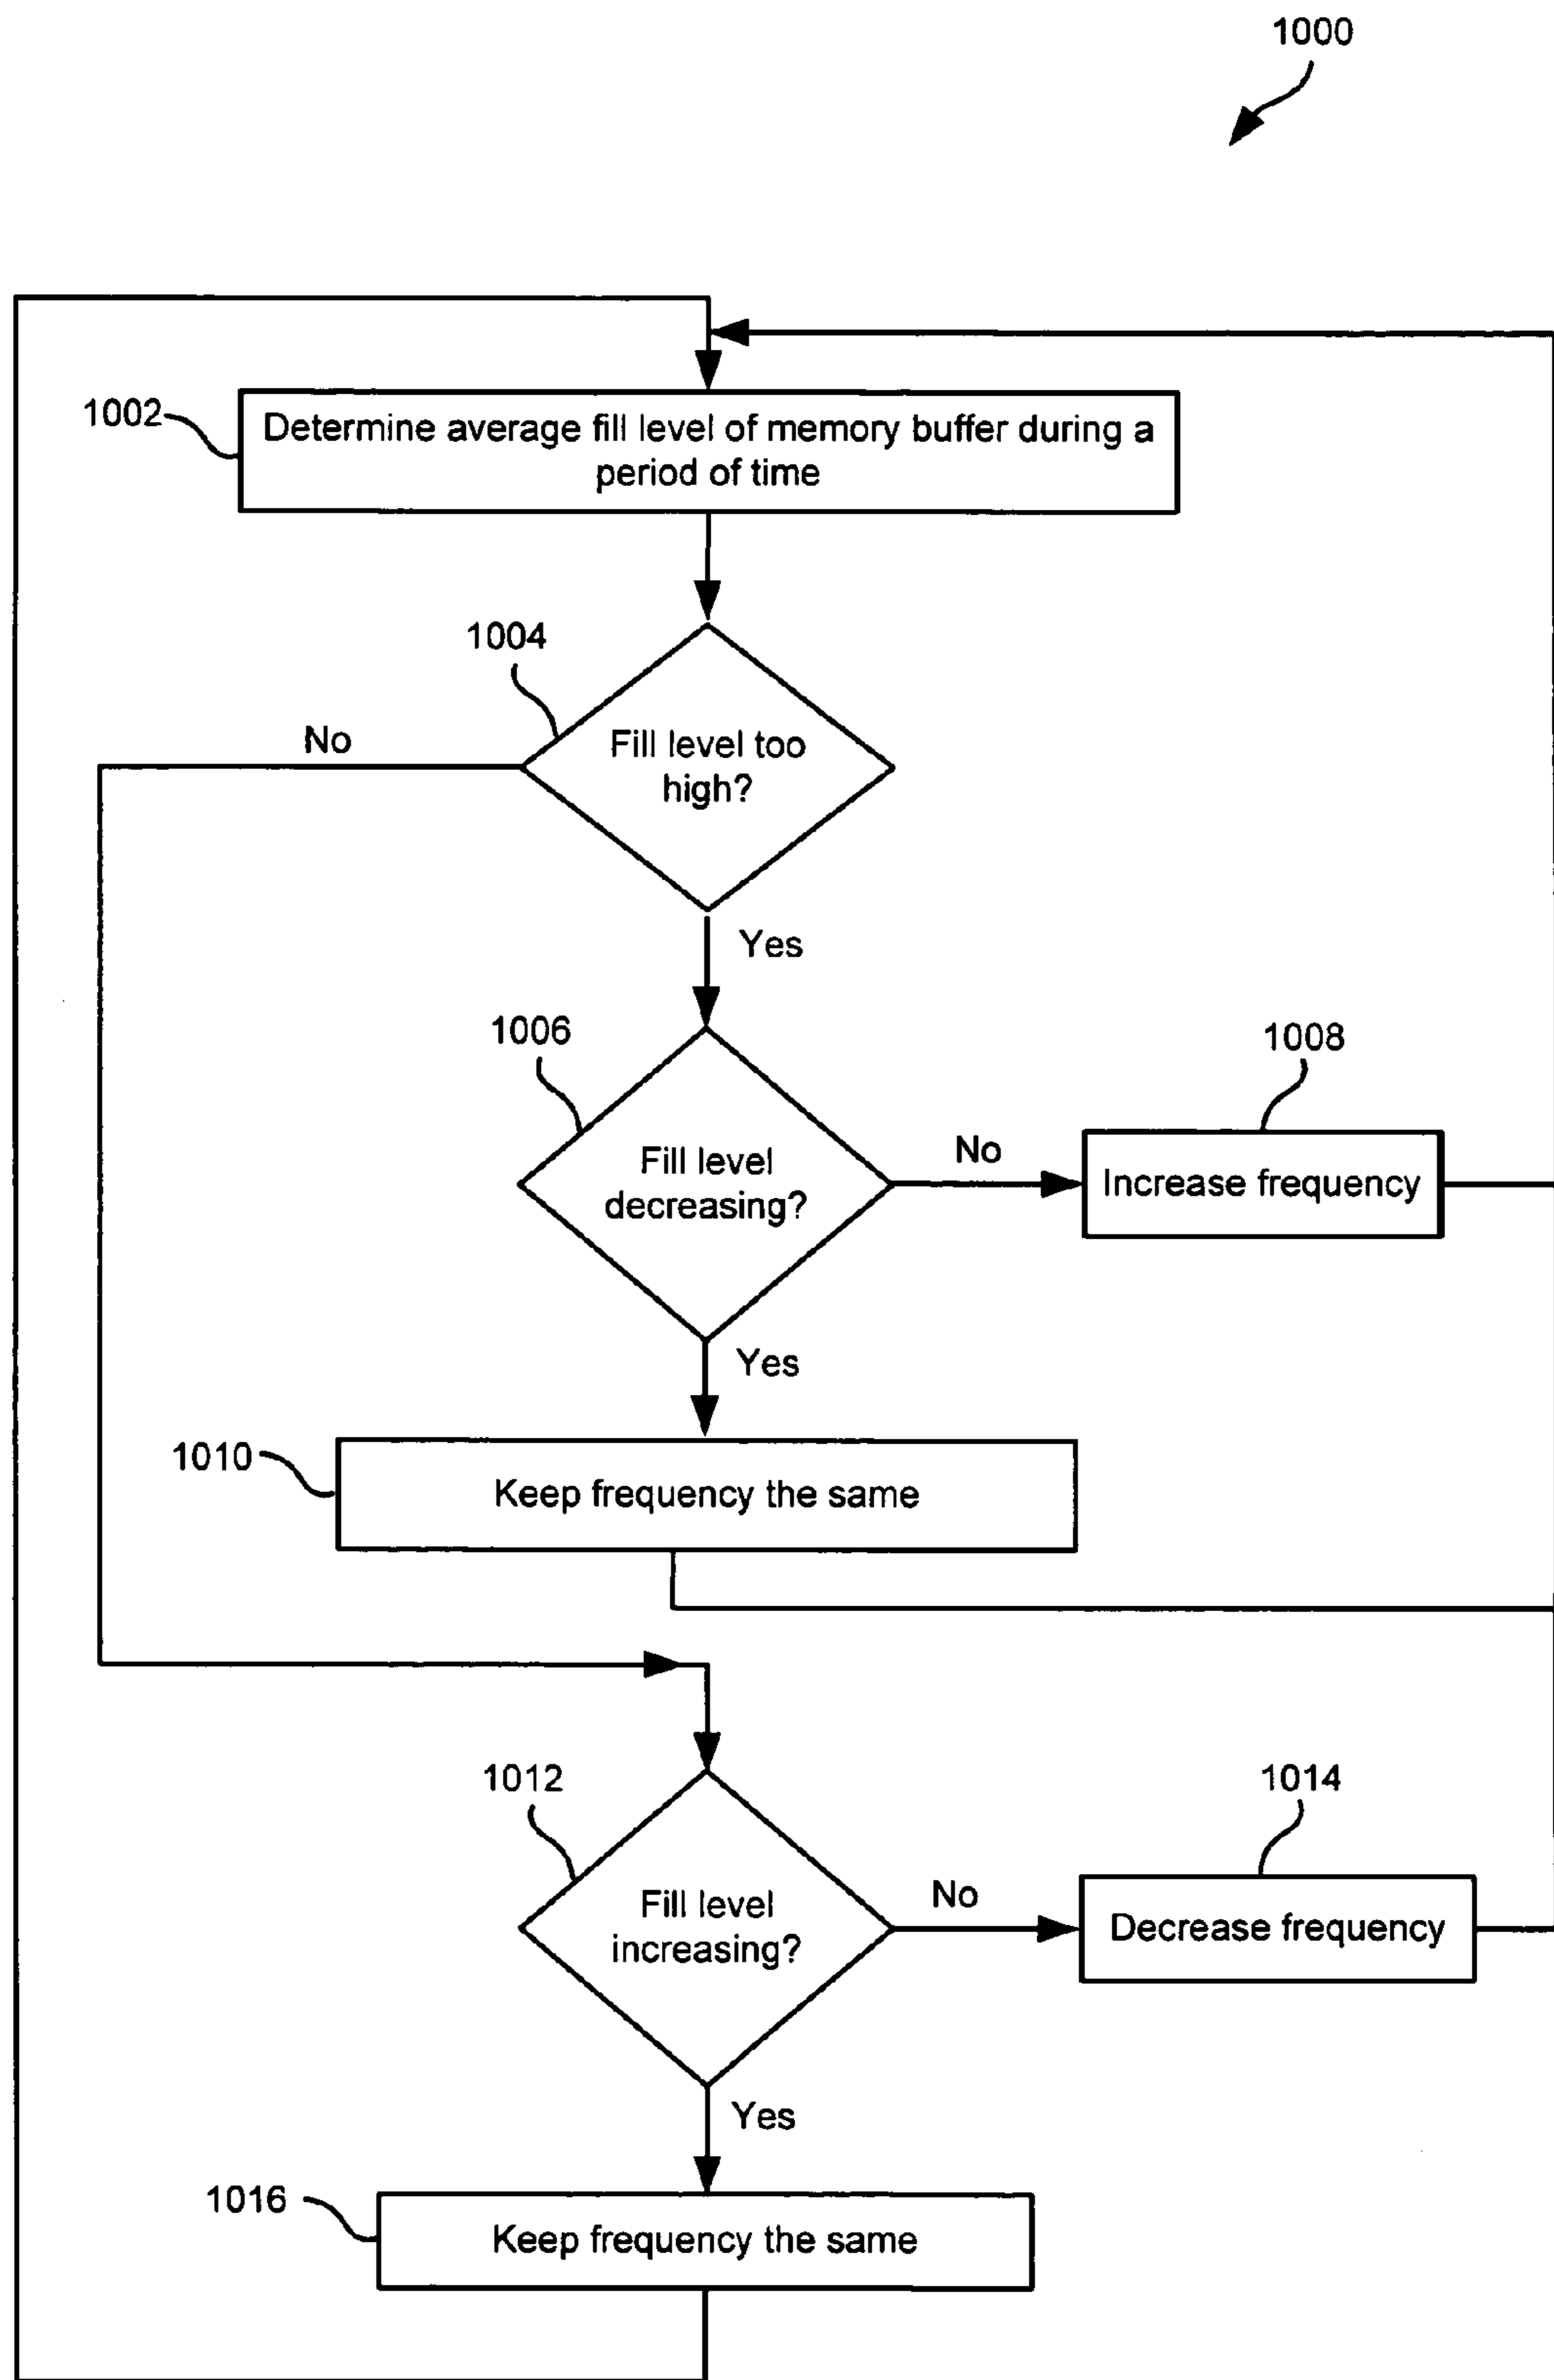 1000
1002
Determine average fill level of memory buffer during a
period of time
1004
No
Fill level too
high?
Yes
1006
1008
Fill level
decreasing?
No
Increase frequency
Yes
1010
Keep frequency the same
1012
1014
Fill level
increasing?
No
Decrease frequency
Yes
1016
Keep frequency the same